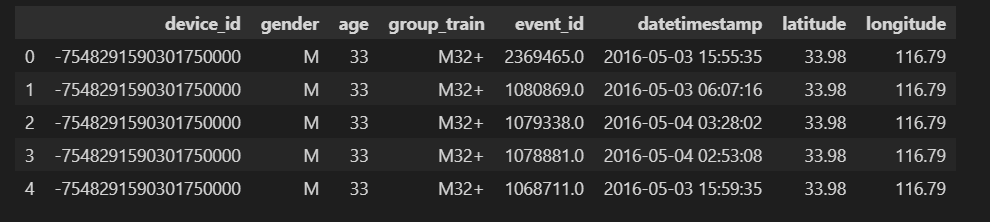 device_id gender age group_train event_id datetimestamp latitude longitude
0 -7548291590301750000 M 33 M32+ 2369465.0 2016-05-03 15:55:35 33.98 116.79
1 -7548291590301750000 M 33 M32+ 1080869.0 2016-05-03 06:07:16 33.98 116.79
2 -7548291590301750000 M 33 M32+ 1079338.0 2016-05-04 03:28:02 33.98 116.79
3 -7548291590301750000 M 33 M32+ 1078881.0 2016-05-04 02:53:08 33.98 116.79
4 -7548291590301750000 M 33 M32+ 1068711.0 2016-05-03 15:59:35 33.98 116.79